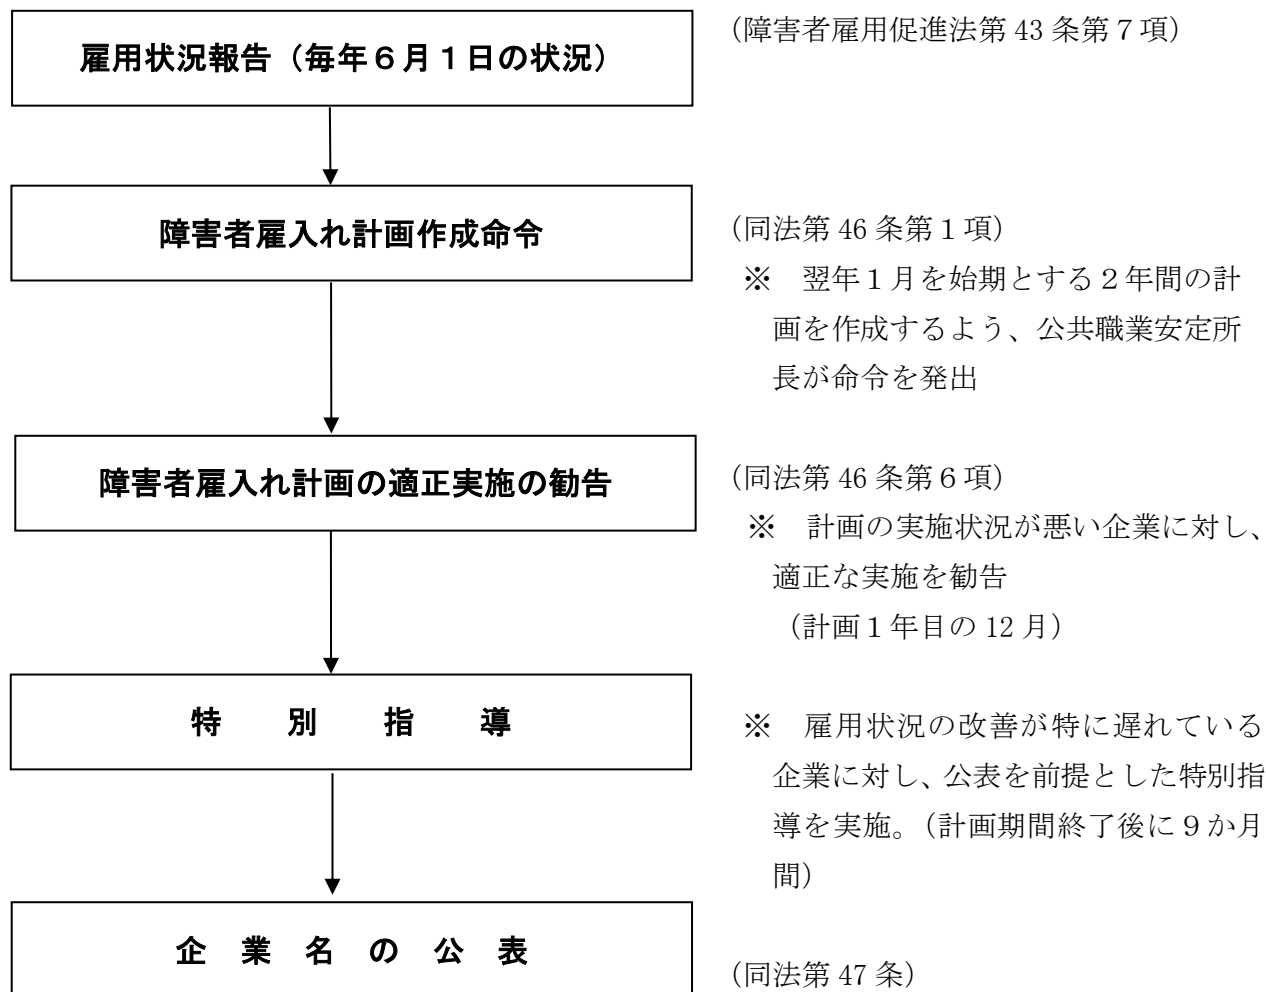 雇用状況報告（毎年６月１日の状況）
（障害者雇用促進法第 43 条第７項）
障害者雇入れ計画作成命令
（同法第 46 条第１項）
※　翌年１月を始期とする２年間の計
画を作成するよう、公共職業安定所
長が命令を発出
障害者雇入れ計画の適正実施の勧告
（同法第 46 条第６項）
※　計画の実施状況が悪い企業に対し、
適正な実施を勧告
（計画１年目の 12 月）
特　別　指　導
※　雇用状況の改善が特に遅れている
企業に対し、公表を前提とした特別指
導を実施。（計画期間終了後に９か月
間）
企　業　名　の　公　表
（同法第 47 条）